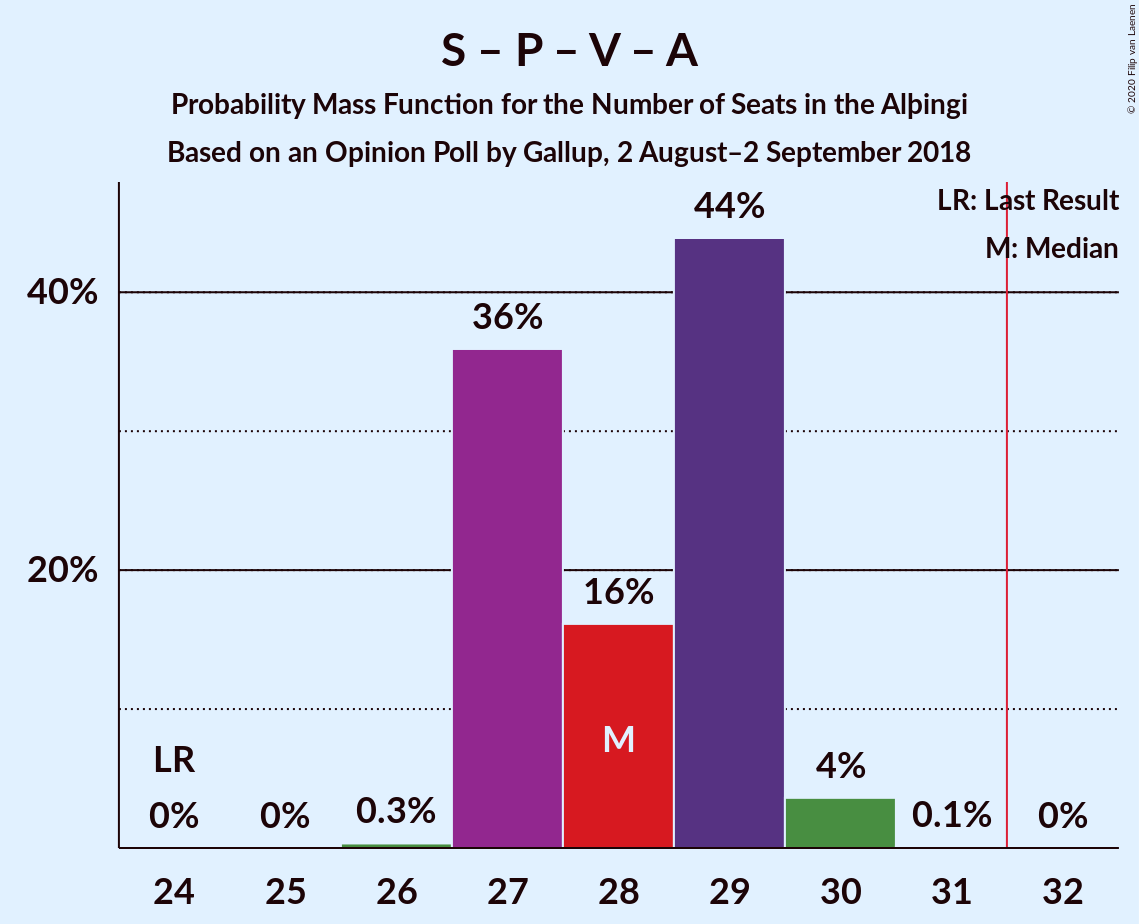 S – P – V – A
Probability Mass Function for the Number of Seats in the Alþingi
Based on an Opinion Poll by Gallup, 2 August–2 September 2018
© 2020 Filip van Laenen
LR: Last Result
M: Median
40%
20%
44%
36%
16%
M
LR
0%
0%
0.3%
4%
0.1%
0%
24 25 26 27 28 29 30 31 32